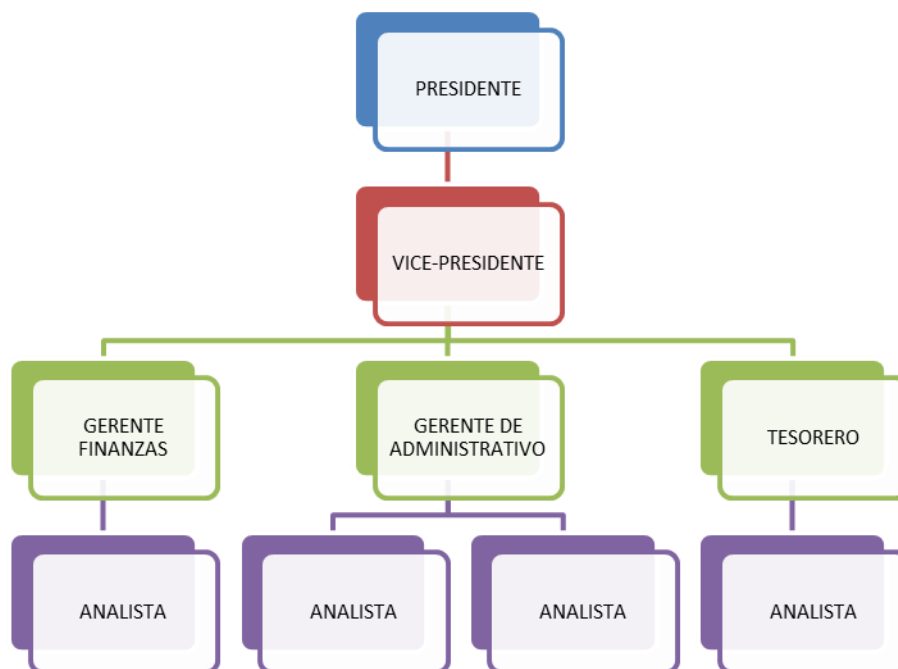 PRESIDENTE
VICE-PRESIDENTE
GERENTE
FINANZAS
GERENTE DE
ADMINISTRATIVO
TESORERO
ANALISTA
ANALISTA
ANALISTA
ANALISTA